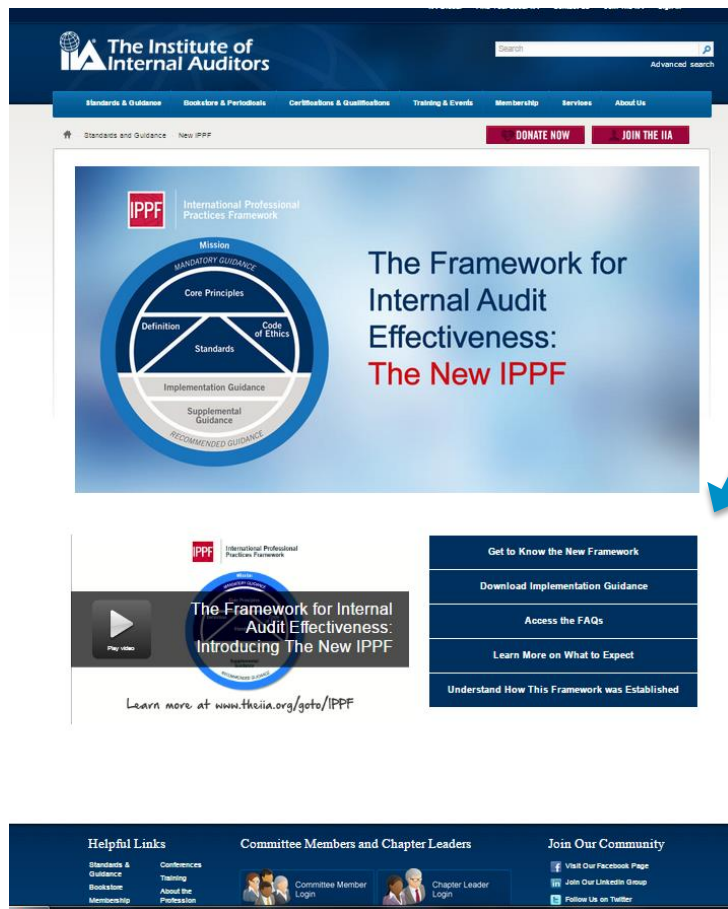 The Institute of
Internal Auditors
Search
Advanced search
Standards & Guidance Bookstore & Periodicals Certifications & Qualifications Training & Events Membership Services About Us
Standards and Guidance New IPPF
DONATE NOW JOIN THE IIA
IPPF International Professional
Practices Framework
Mission
MANDATORY GUIDANCE
Core Principles
Definition
Code
of Ethics
Standards
Implementation Guidance
Supplemental
Guidance
RECOMMENDED GUIDANCE
The Framework for
Internal Audit
Effectiveness:
The New IPPF
IPPF International Professional
Practices Framework
Mission
MANDATORY GUIDANCE
The Framework for Internal
Audit Effectiveness:
Introducing The New IPPF
Play video
Learn more at www.theiia.org/goto/IPPF
Get to Know the New Framework
Download Implementation Guidance
Access the FAQs
Learn More on What to Expect
Understand How This Framework was Established
Helpful Links
Standards &
Guidance
Bookstore
Membership
Conferences
Training
About the
Profession
Committee Members and Chapter Leaders
Committee Member
Login
Chapter Leader
Login
Join Our Community
Visit Our Facebook Page
Join Our LinkedIn Group
Follow Us on Twitter